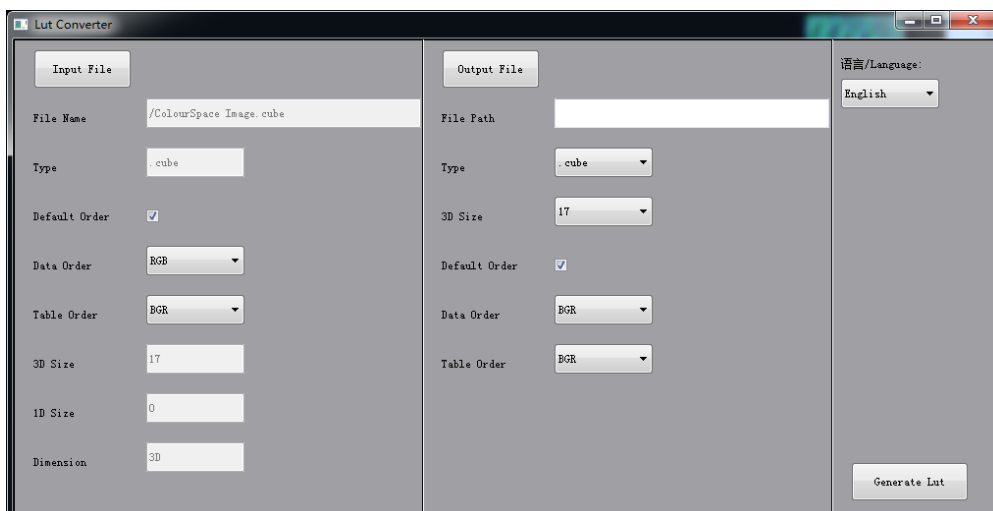 Lut Converter
Input File
File Name
/ColourSpace Image.cube
Type
.cube
Default Order
Data Order
RGB
Table Order
BGR
3D Size
17
1D Size
0
Dimension
3D
Output File
File Path
Type
.cube
3D Size
17
Default Order
Data Order
BGR
Table Order
BGR
语言/Language:
English
Generate Lut